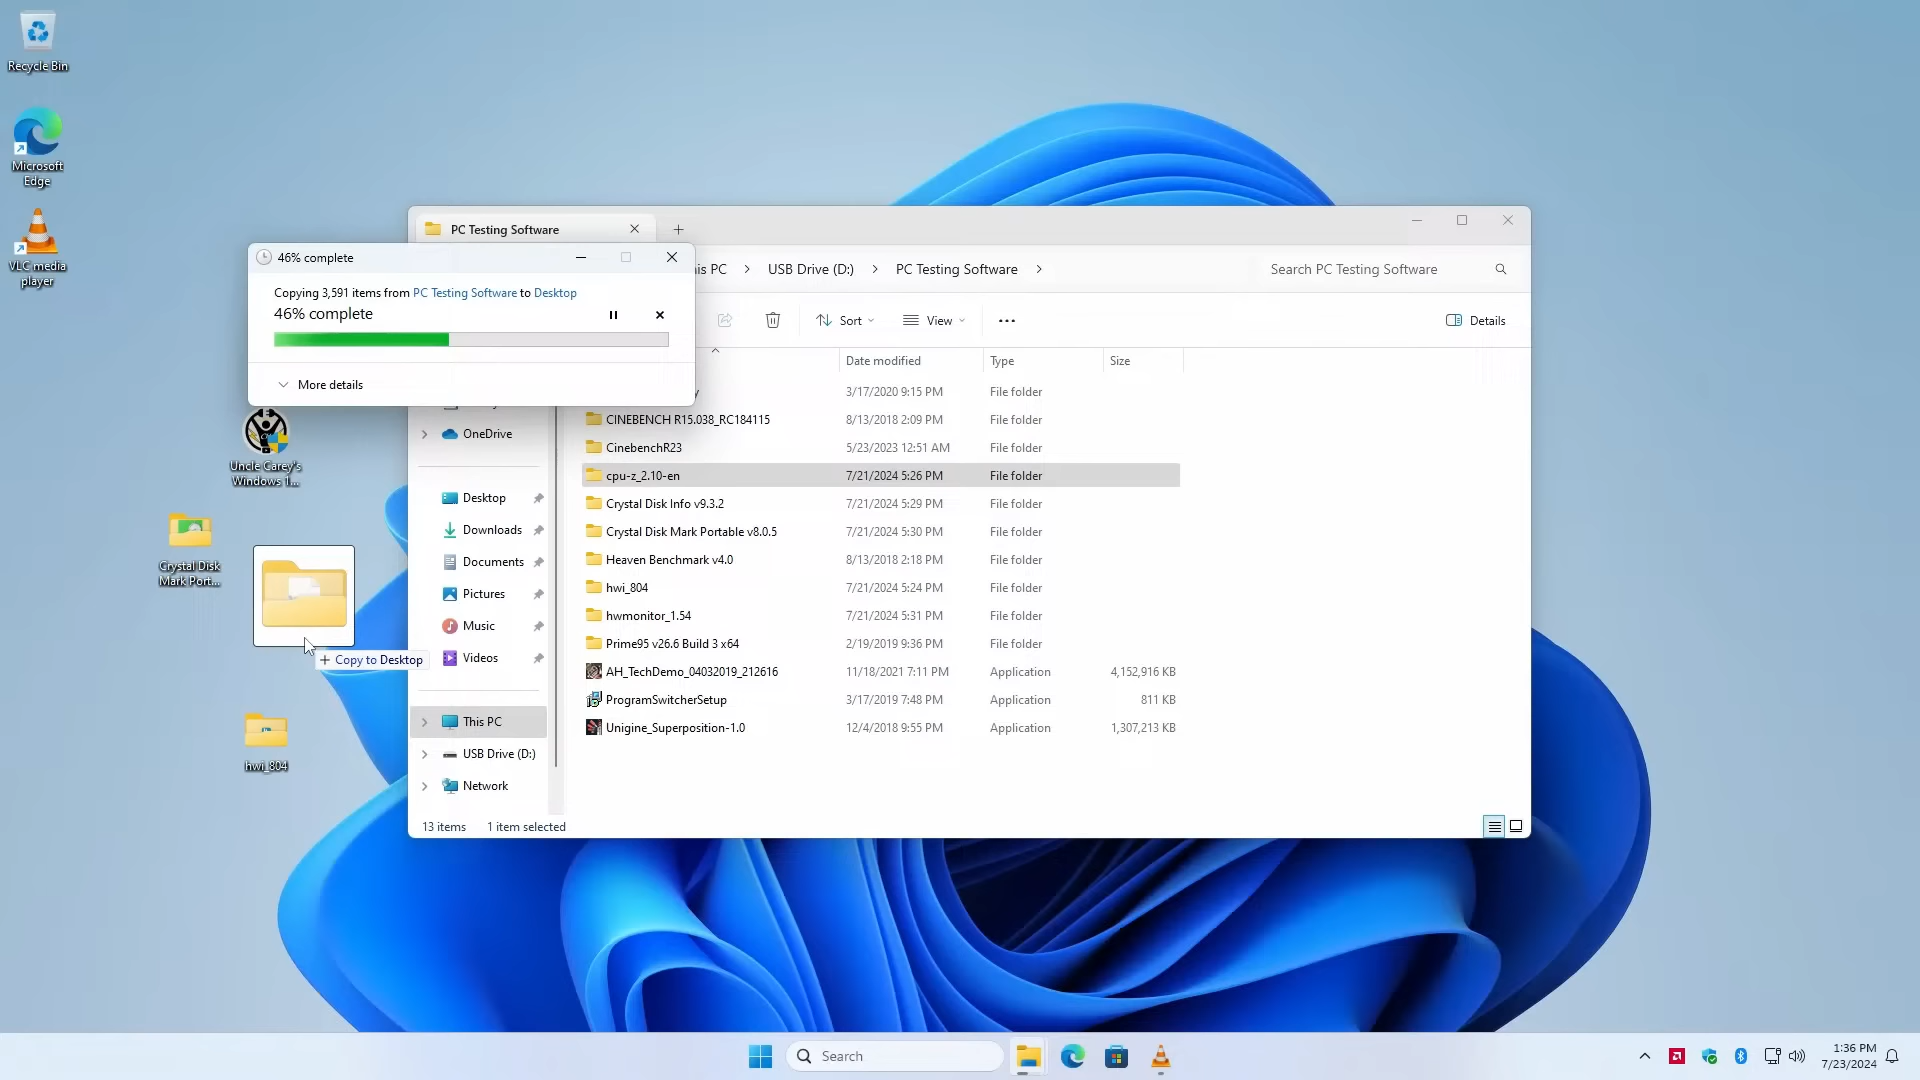 Recycle Bin
Microsoft
Edge
VLC media
player
Uncle Carey's
Windows 1...
Crystal Disk
Mark Port...
hwi_804
+ Copy to Desktop
PC Testing Software
46% complete
Copying 3,591 items from PC Testing Software to Desktop
46% complete
More details
is PC > USB Drive (D:) > PC Testing Software >
Search PC Testing Software
Sort
View
Details
Date modified Type Size
3/17/2020 9:15 PM File folder
CINEBENCH R15.038_RC184115 8/13/2018 2:09 PM File folder
CinebenchR23 5/23/2023 12:51 AM File folder
cpu-z_2.10-en 7/21/2024 5:26 PM File folder
Crystal Disk Info v9.3.2 7/21/2024 5:29 PM File folder
Crystal Disk Mark Portable v8.0.5 7/21/2024 5:30 PM File folder
Heaven Benchmark v4.0 8/13/2018 2:18 PM File folder
hwi_804 7/21/2024 5:24 PM File folder
hwmonitor_1.54 7/21/2024 5:31 PM File folder
Prime95 v26.6 Build 3 x64 2/19/2019 9:36 PM File folder
AH_TechDemo_04032019_212616 11/18/2021 7:11 PM Application 4,152,916 KB
ProgramSwitcherSetup 3/17/2019 7:48 PM Application 811 KB
Unigine_Superposition-1.0 12/4/2018 9:55 PM Application 1,307,213 KB
OneDrive
Desktop
Downloads
Documents
Pictures
Music
Videos
This PC
USB Drive (D:)
Network
13 items 1 item selected
Search
1:36 PM
7/23/2024